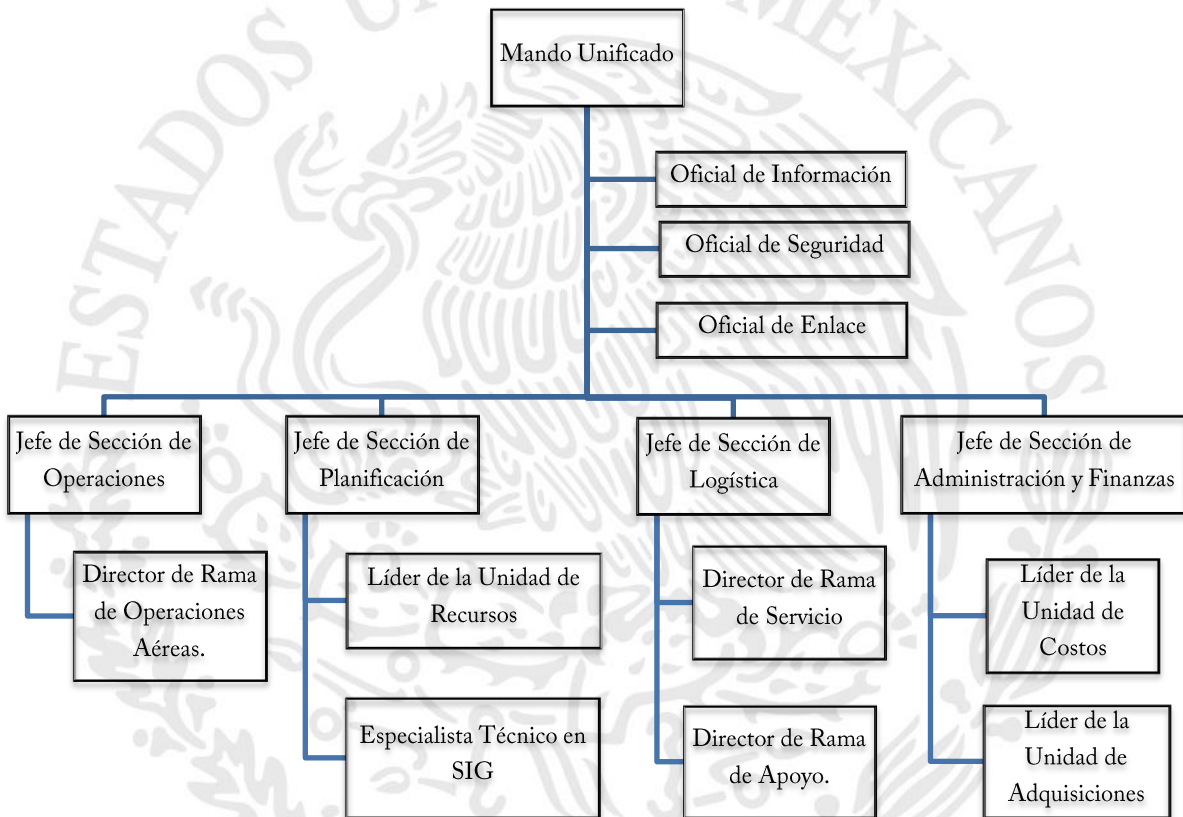 ESTADOS UNIDOS MEXICANOS
Mando Unificado
Oficial de Información
Oficial de Seguridad
Oficial de Enlace
Jefe de Sección de
Operaciones
Jefe de Sección de
Planificación
Jefe de Sección de
Logística
Jefe de Sección de
Administración y Finanzas
Director de Rama
de Operaciones
Aéreas.
Líder de la Unidad de
Recursos
Director de Rama
de Servicio
Líder de la
Unidad de
Costos
Especialista Técnico en
SIG
Director de Rama
de Apoyo.
Líder de la
Unidad de
Adquisiciones